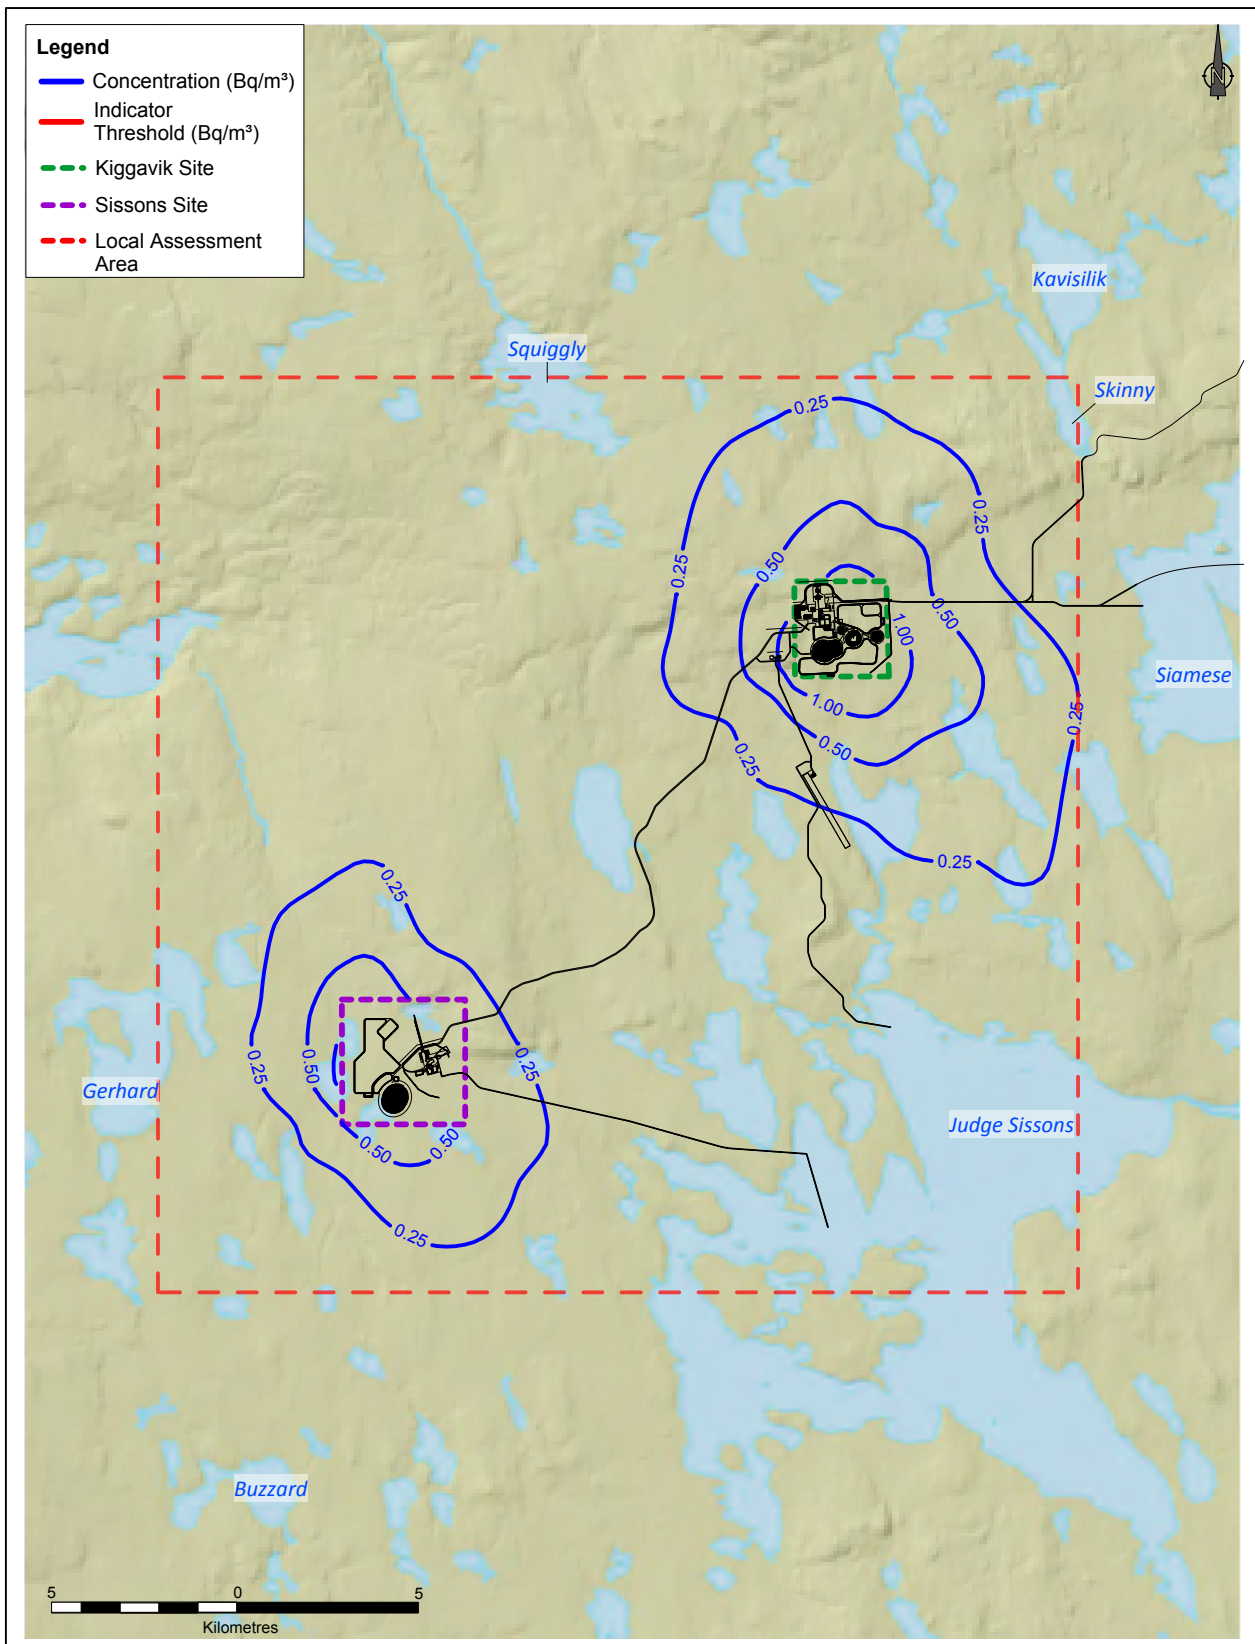 Legend
Concentration (Bq/m³)
Indicator
Threshold (Bq/m³)
Kiggavik Site
Sissons Site
Local Assessment
Area
N
Kavisilik
Squiggly
Skinny
0.25
0.25
0.25
0.50
0.50
1.00
Siamese
1.00
0.25
0.50
0.25
0.25
0.25
0.25
0.25
0.50
Gerhard
Judge Sissons
0.50
0.50
0.25
Buzzard
5 0 5
Kilometres